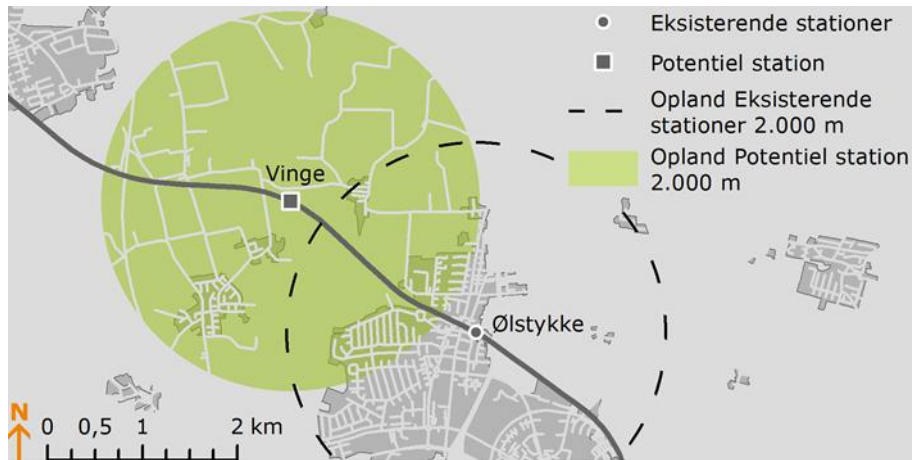 Eksisterende stationer
Potentiel station
Opland Eksisterende
stationer 2.000 m
Opland Potentiel station
2.000 m
Vinge
Ølstykke
N
0 0,5 1 2 km